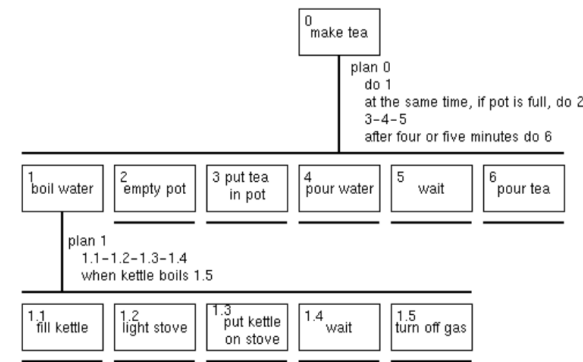 0
make tea
plan 0
do 1
at the same time, if pot is full, do 2
3-4-5
after four or five minutes do 6
1
boil water
2
empty pot
3 put tea
in pot
4
pour water
5
wait
6
pour tea
plan 1
1.1-1.2-1.3-1.4
when kettle boils 1.5
1.1
fill kettle
1.2
light stove
1.3
put kettle
on stove
1.4
wait
1.5
turn off gas